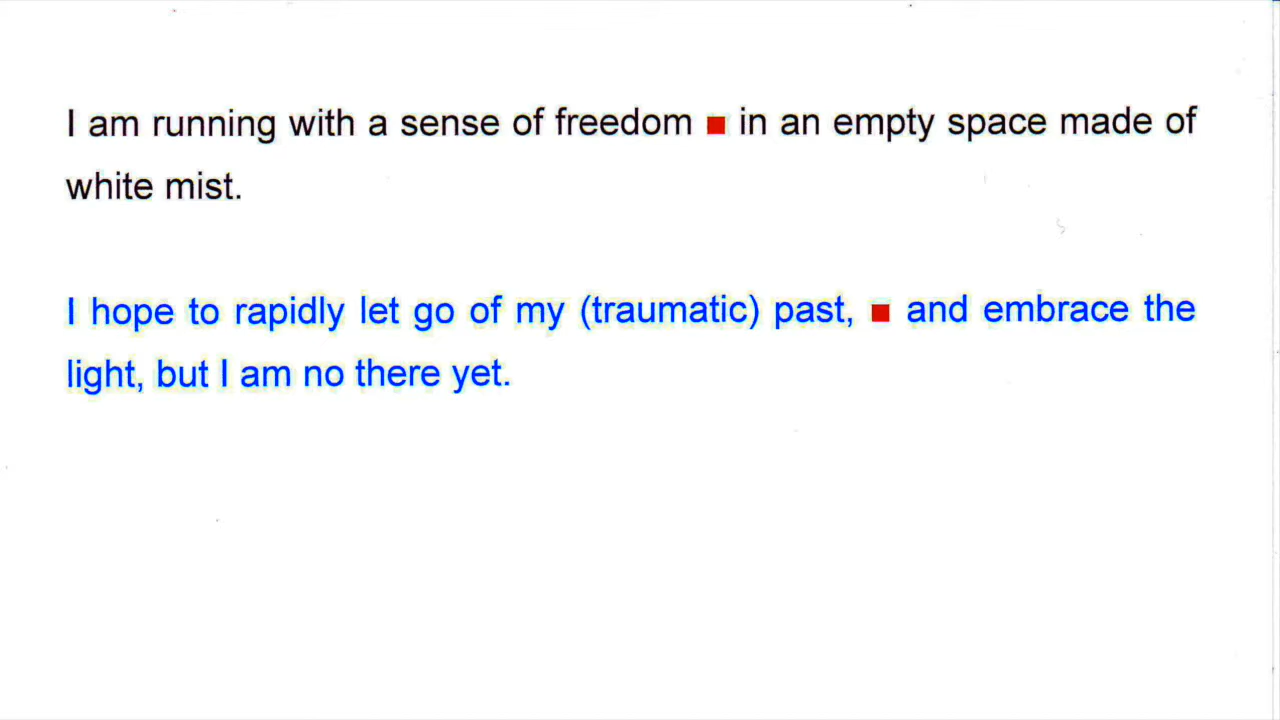 I am running with a sense of freedom ■ in an empty space made of
white mist.
I hope to rapidly let go of my (traumatic) past, ■ and embrace the
light, but I am no there yet.